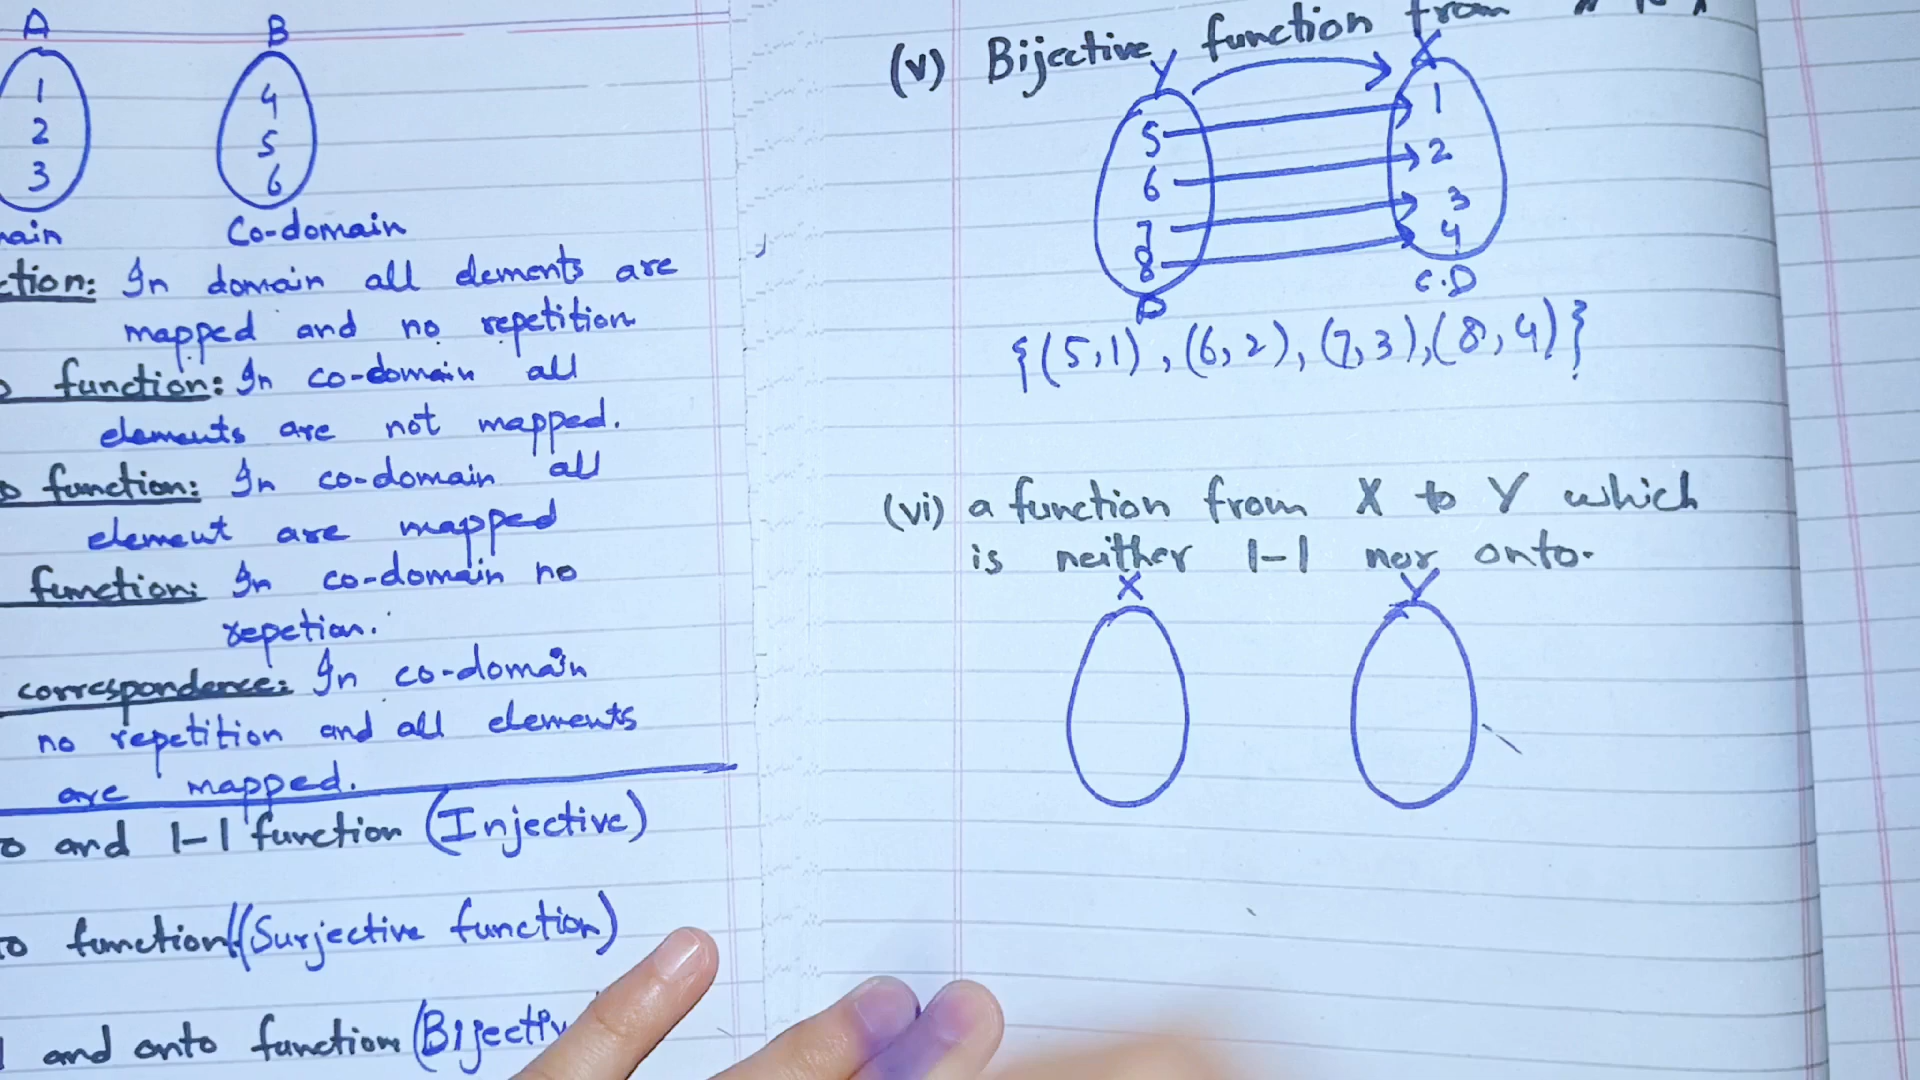 A B
1 4
2 5
3 6
Co-domain
In domain all elements are
mapped and no repetition
function: In co-domain all
elements are not mapped.
function: In co-domain all
element are mapped
function: In co-domain no
repetion.
correspondence: In co-domain
no repetition and all elements
are mapped.
and 1-1 function (Injective)
function (Surjective function)
and onto function
(v) Bijective function from
Y X
5 1
6 2
7 3
8 4
D C.D
{(5,1), (6,2), (7,3), (8,4)}
(vi) a function from X to Y which
is neither 1-1 nor onto.
X Y